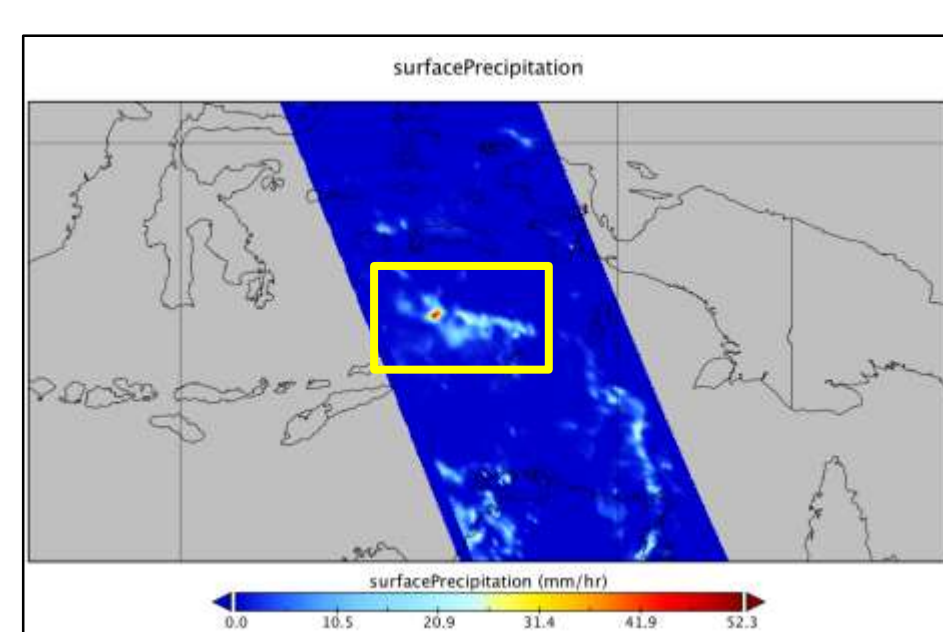 surfacePrecipitation
surfacePrecipitation (mm/hr)
0.0 10.5 20.9 31.4 41.9 52.3